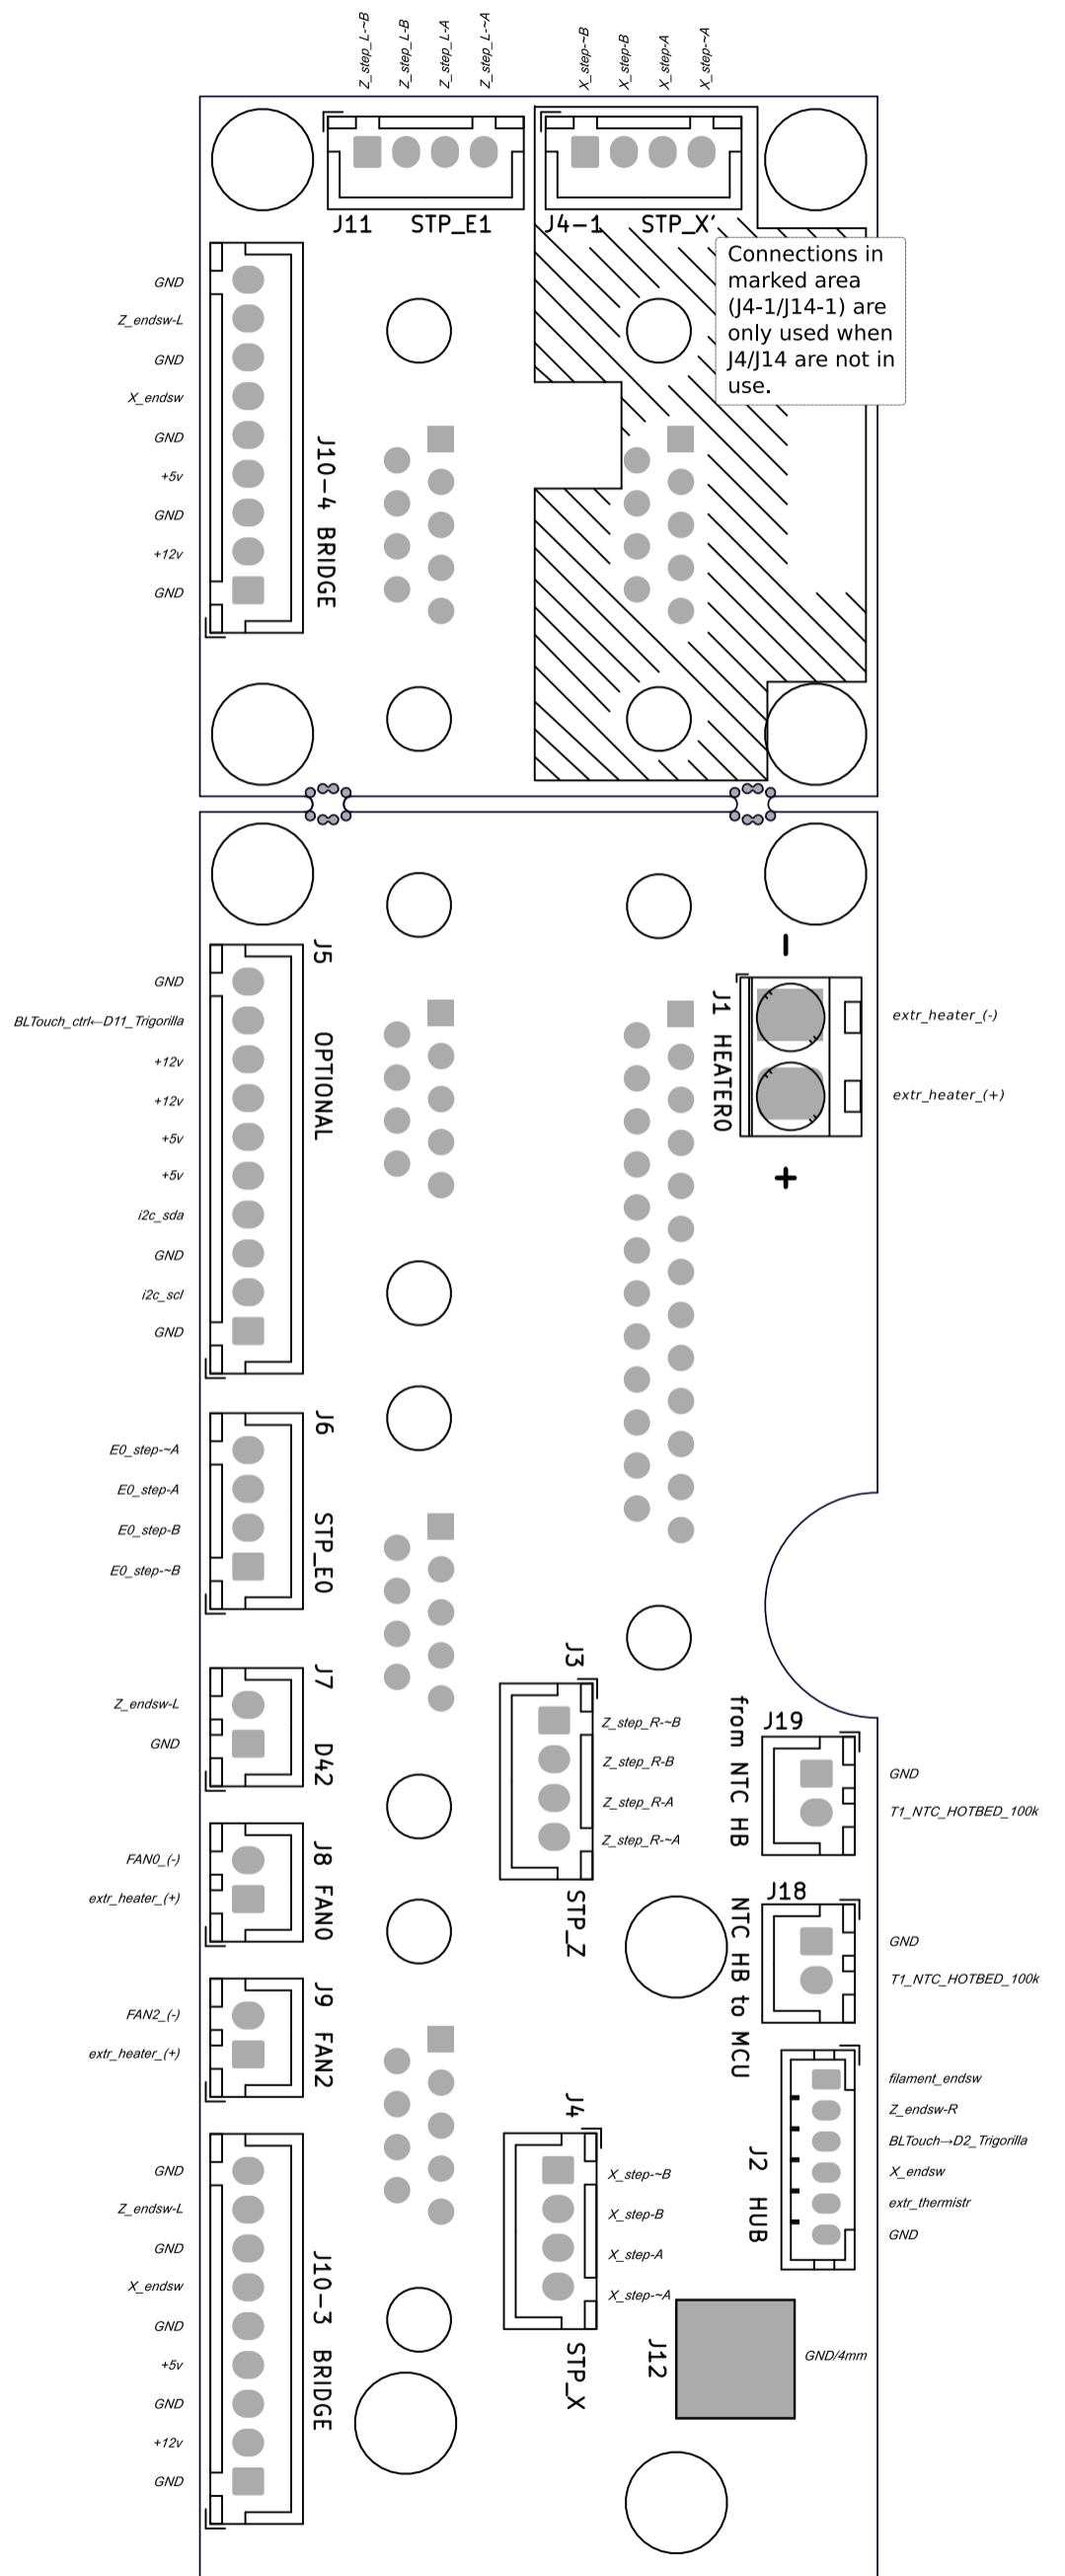 Z_step_L-~B
Z_step_L-B
Z_step_L-A
Z_step_L-~A
X_step-~B
X_step-B
X_step-A
X_step-~A
J11 STP_E1
J4-1 STP_X'
Connections in
marked area
(J4-1/J14-1) are
only used when
J4/J14 are not in
use.
GND
Z_endsw-L
GND
X_endsw
GND
+5v
GND
+12v
GND
J10-4 BRIDGE
-
J1 HEATER0
+
extr_heater_(-)
extr_heater_(+)
J5 OPTIONAL
GND
BLTouch_ctrl←D11_Trigorilla
+12v
+12v
+5v
+5v
i2c_sda
GND
i2c_scl
GND
J6 STP_E0
E0_step-~A
E0_step-A
E0_step-B
E0_step-~B
J7 D42
Z_endsw-L
GND
J3 STP_Z
Z_step_R-~B
Z_step_R-B
Z_step_R-A
Z_step_R-~A
J19
from NTC HB
GND
T1_NTC_HOTBED_100k
J8 FAN0
FAN0_(-)
extr_heater_(+)
J18
NTC HB to MCU
GND
T1_NTC_HOTBED_100k
J9 FAN2
FAN2_(-)
extr_heater_(+)
J2 HUB
filament_endsw
Z_endsw-R
BLTouch→D2_Trigorilla
X_endsw
extr_thermistr
GND
J4 STP_X
X_step-~B
X_step-B
X_step-A
X_step-~A
J10-3 BRIDGE
GND
Z_endsw-L
GND
X_endsw
GND
+5v
GND
+12v
GND
J12
GND/4mm